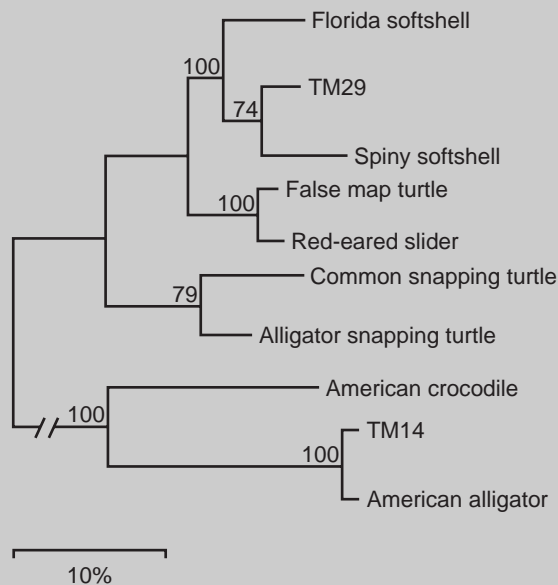 Florida softshell
100
TM29
74
Spiny softshell
False map turtle
100
Red-eared slider
Common snapping turtle
79
Alligator snapping turtle
American crocodile
100
TM14
100
American alligator
10%